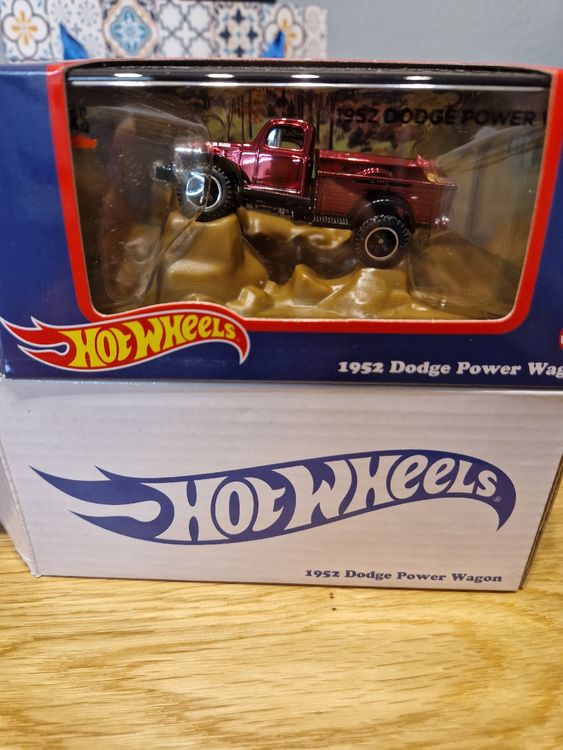 1952 DODGE POWER
HOT WHEELS
1952 Dodge Power Wag
HOT WHEELS®
1952 Dodge Power Wagon